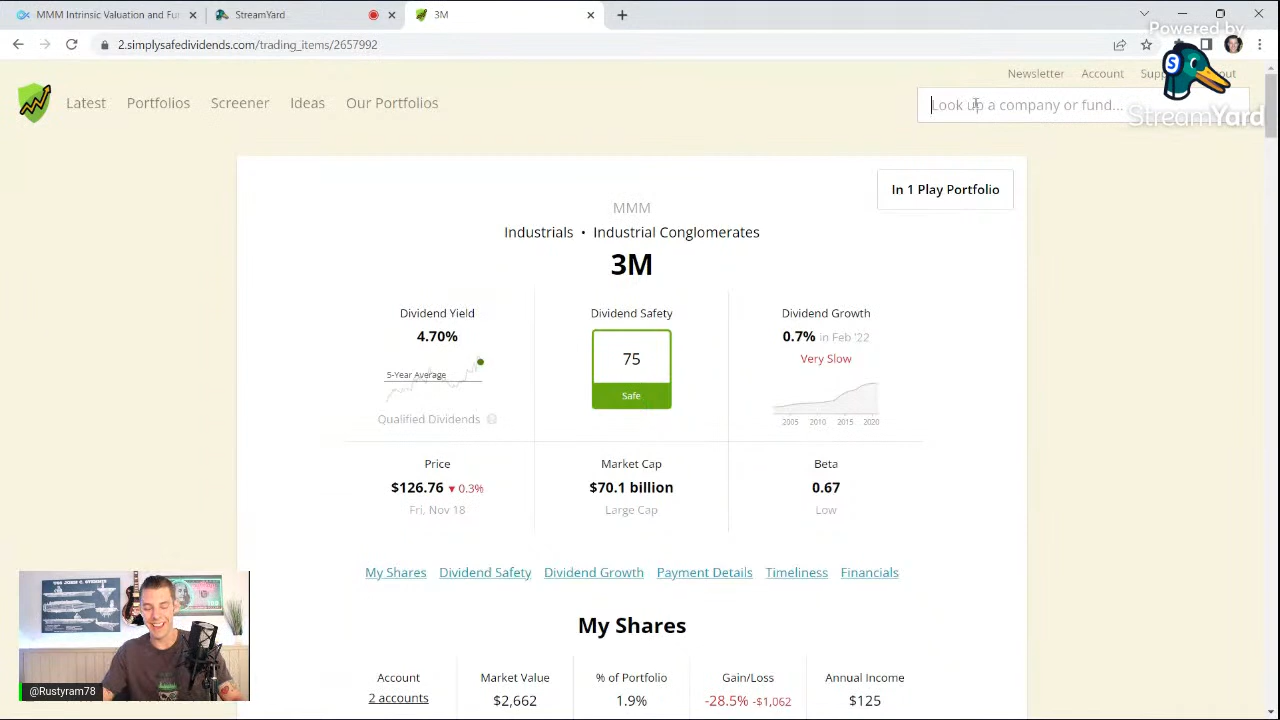 MMM Intrinsic Valuation and Fun
StreamYard
3M
2.simplysafedividends.com/trading_items/2657992
Powered by
StreamYard
Newsletter
Account
Latest
Portfolios
Screener
Ideas
Our Portfolios
Look up a company or fund...
In 1 Play Portfolio
MMM
Industrials • Industrial Conglomerates
3M
Dividend Yield
4.70%
5-Year Average
Qualified Dividends
Dividend Safety
75
Safe
Dividend Growth
0.7% in Feb '22
Very Slow
2005 2010 2015 2020
Price
$126.76 ▼ 0.3%
Fri, Nov 18
Market Cap
$70.1 billion
Large Cap
Beta
0.67
Low
My Shares
Dividend Safety
Dividend Growth
Payment Details
Timeliness
Financials
My Shares
Account
2 accounts
Market Value
$2,662
% of Portfolio
1.9%
Gain/Loss
-28.5% -$1,062
Annual Income
$125
@Rustyram78